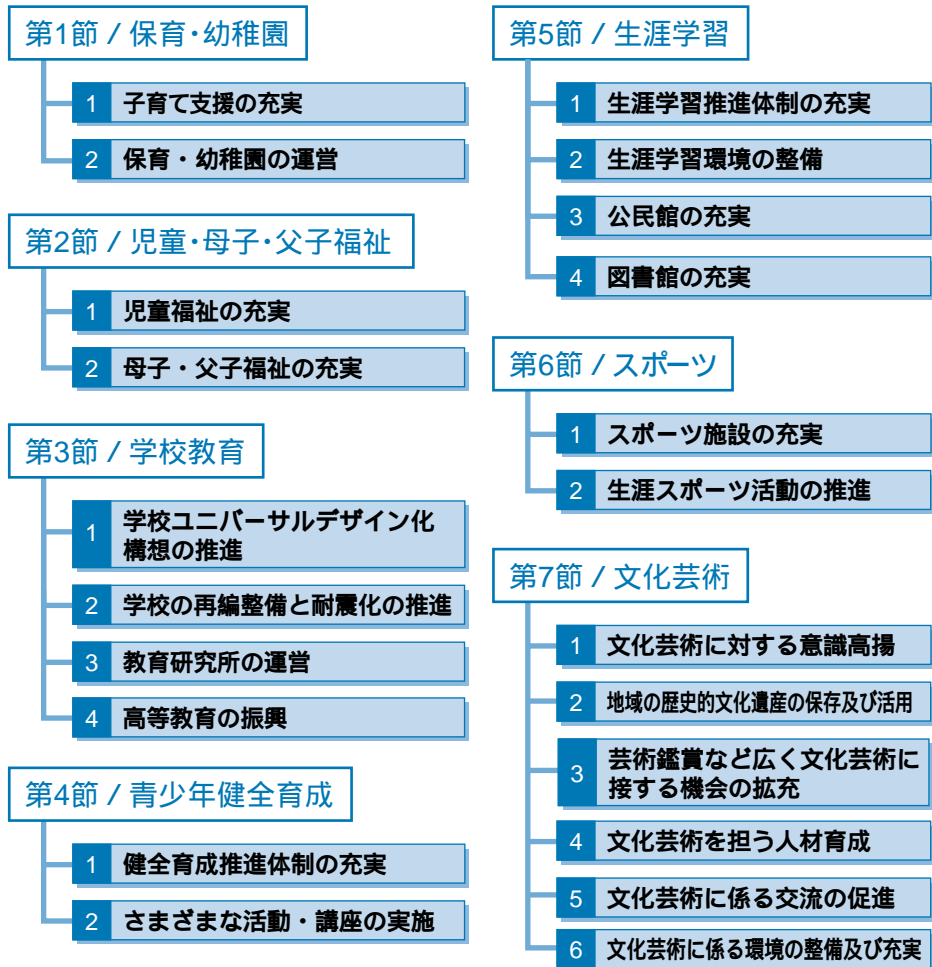 第1節 / 保育・幼稚園
1 子育て支援の充実
2 保育・幼稚園の運営
第2節 / 児童・母子・父子福祉
1 児童福祉の充実
2 母子・父子福祉の充実
第3節 / 学校教育
1 学校ユニバーサルデザイン化
構想の推進
2 学校の再編整備と耐震化の推進
3 教育研究所の運営
4 高等教育の振興
第4節 / 青少年健全育成
1 健全育成推進体制の充実
2 さまざまな活動・講座の実施
第5節 / 生涯学習
1 生涯学習推進体制の充実
2 生涯学習環境の整備
3 公民館の充実
4 図書館の充実
第6節 / スポーツ
1 スポーツ施設の充実
2 生涯スポーツ活動の推進
第7節 / 文化芸術
1 文化芸術に対する意識高揚
2 地域の歴史的文化遺産の保存及び活用
3 芸術鑑賞など広く文化芸術に
接する機会の拡充
4 文化芸術を担う人材育成
5 文化芸術に係る交流の促進
6 文化芸術に係る環境の整備及び充実